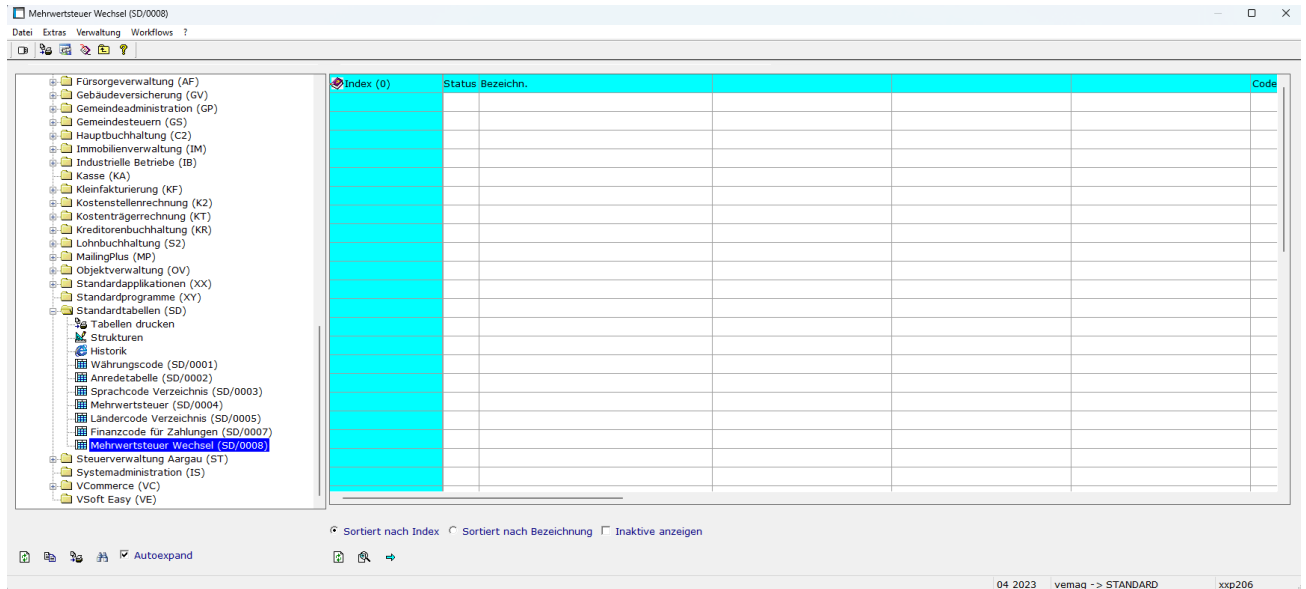 Mehrwertsteuer Wechsel (SD/0008)
Datei Extras Verwaltung Workflows ?
Fürsorgeverwaltung (AF)
Gebäudeversicherung (GV)
Gemeindeadministration (GP)
Gemeindesteuern (GS)
Hauptbuchhaltung (C2)
Immobilienverwaltung (IM)
Industrielle Betriebe (IB)
Kasse (KA)
Kleinfakturierung (KF)
Kostenstellenrechnung (K2)
Kostenträgerrechnung (KT)
Kreditorenbuchhaltung (KR)
Lohnbuchhaltung (S2)
MailingPlus (MP)
Objektverwaltung (OV)
Standardapplikationen (XX)
Standardprogramme (XY)
Standardtabellen (SD)
Tabellen drucken
Strukturen
Historik
Währungscode (SD/0001)
Anredetabelle (SD/0002)
Sprachcode Verzeichnis (SD/0003)
Mehrwertsteuer (SD/0004)
Ländercode Verzeichnis (SD/0005)
Finanzcode für Zahlungen (SD/0007)
Mehrwertsteuer Wechsel (SD/0008)
Steuerverwaltung Aargau (ST)
Systemadministration (IS)
VCommerce (VC)
VSoft Easy (VE)
Autoexpand
Index (0) Status Bezeichn. Code
Sortiert nach Index Sortiert nach Bezeichnung Inaktive anzeigen
04 2023 vemag -> STANDARD xxp206